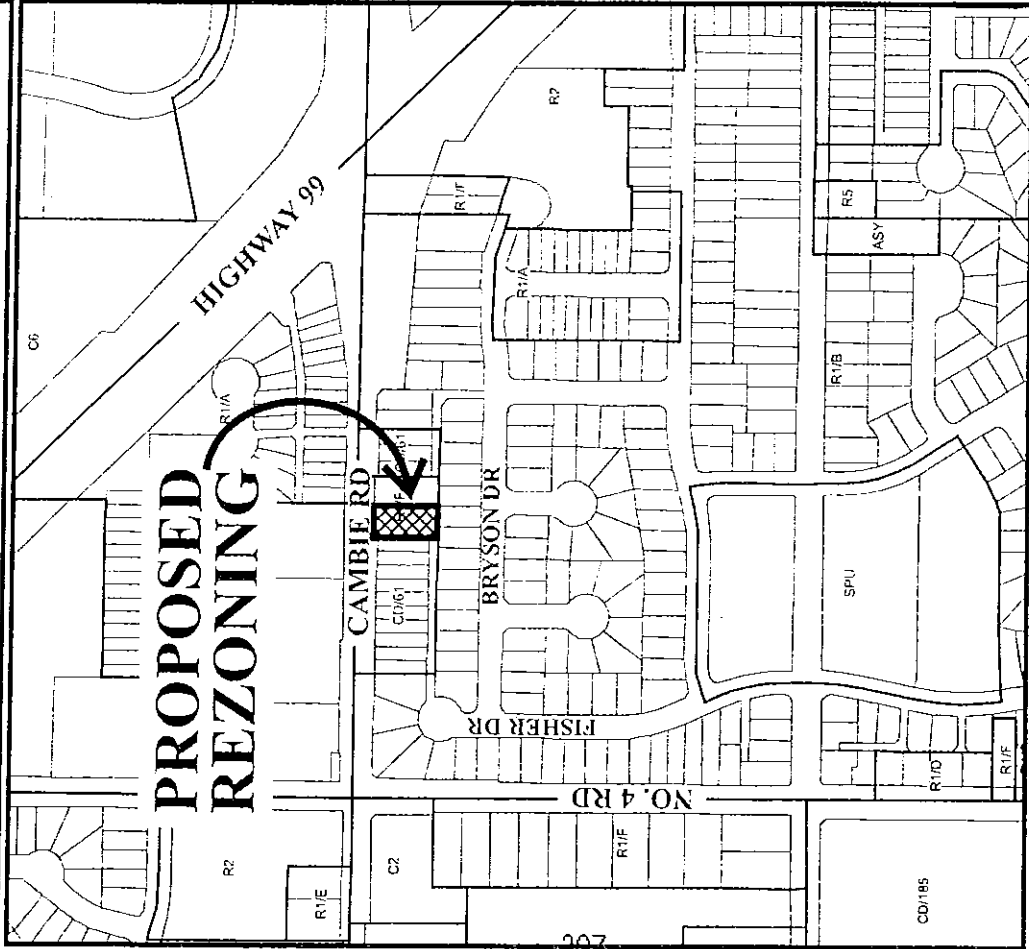 C6
HIGHWAY 99
R1/A
PROPOSED
REZONING
CAMBIE RD
CD/61
BRYSON DR
FISHER DR
NO. 4 RD
R2
R1/E
C2
R1/F
CD/185
R1/D
R1/F
SPU
R1/B
ASY
R5
R1/A
R1/F
R2